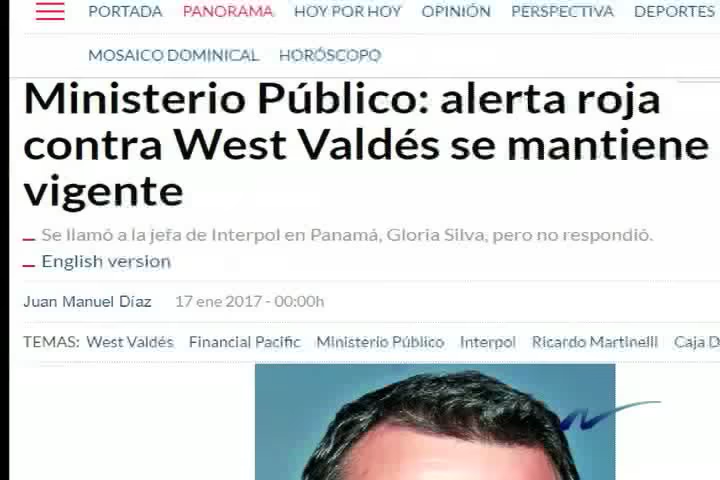 PORTADA PANORAMA HOY POR HOY OPINIÓN PERSPECTIVA DEPORTES
MOSAICO DOMINICAL HORÓSCOPO
Ministerio Público: alerta roja
contra West Valdés se mantiene
vigente
Se llamó a la jefa de Interpol en Panamá, Gloria Silva, pero no respondió.
English version
Juan Manuel Díaz 17 ene 2017 - 00:00h
TEMAS: West Valdés Financial Pacific Ministerio Público Interpol Ricardo Martinelli Caja D